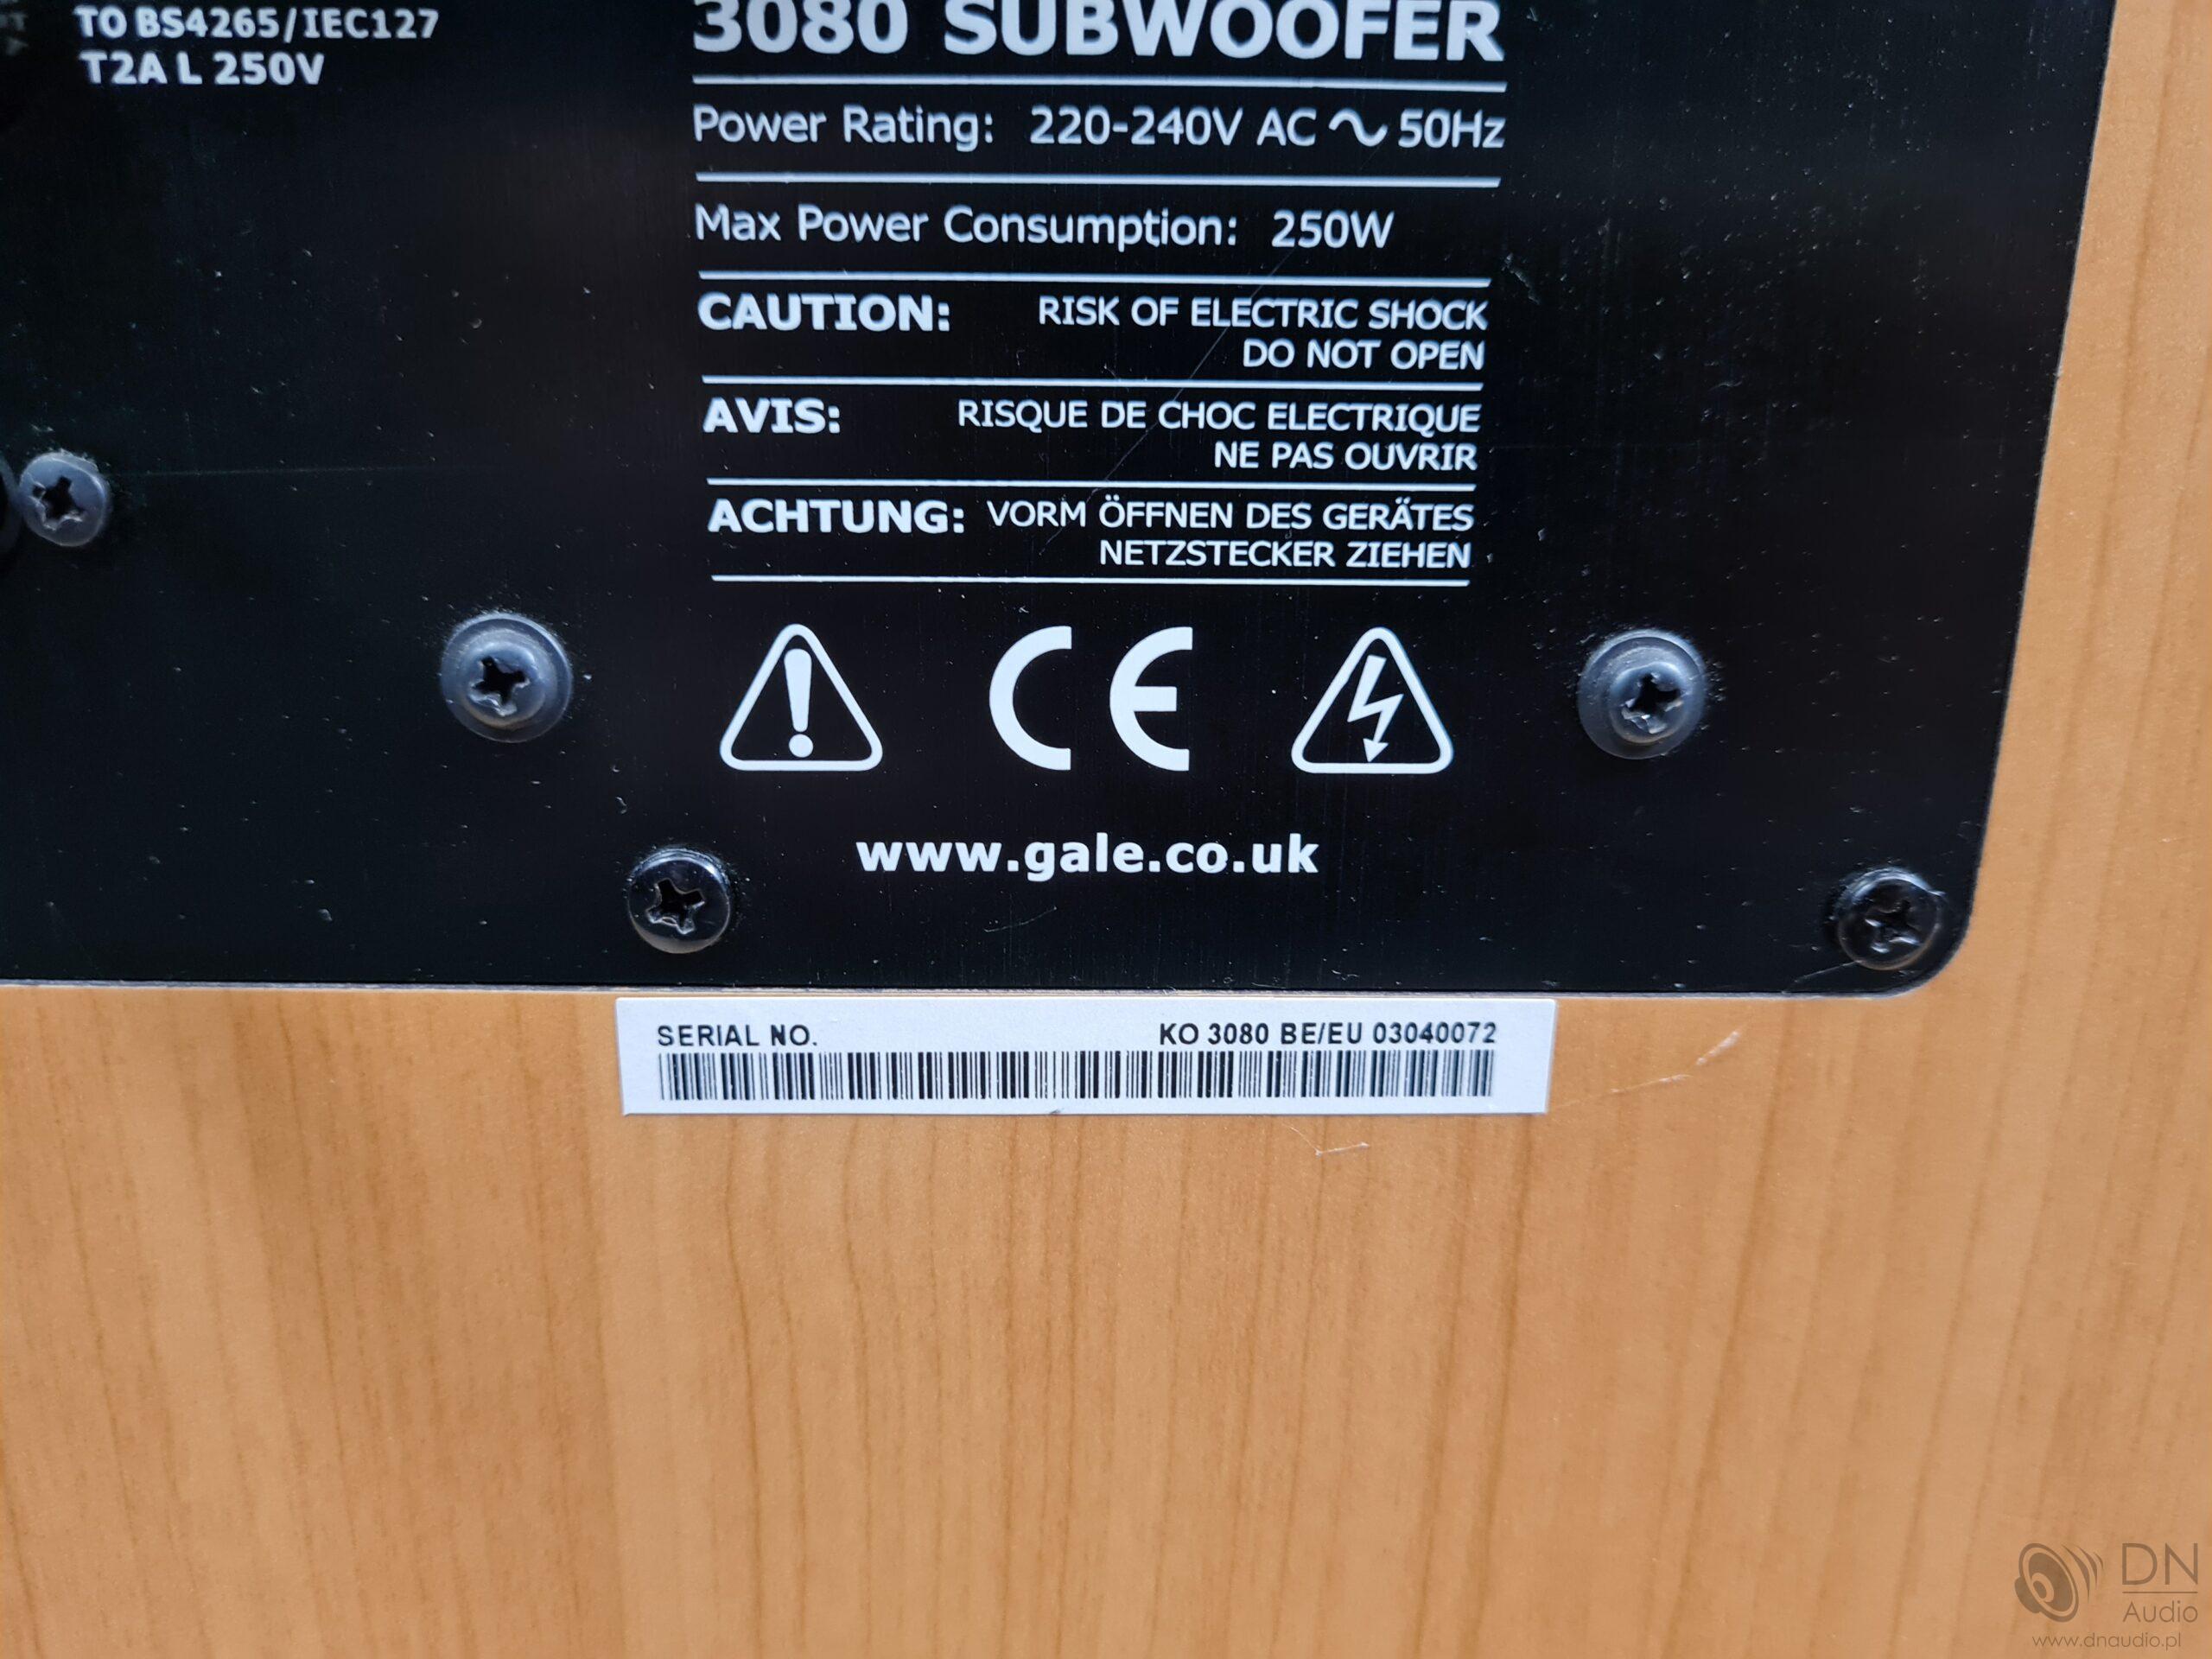 TO BS4265/IEC127
T2A L 250V
3080 SUBWOOFER
Power Rating: 220-240V AC ∿ 50Hz
Max Power Consumption: 250W
CAUTION: RISK OF ELECTRIC SHOCK
DO NOT OPEN
AVIS: RISQUE DE CHOC ELECTRIQUE
NE PAS OUVRIR
ACHTUNG: VORM ÖFFNEN DES GERÄTES
NETZSTECKER ZIEHEN
CE
www.gale.co.uk
SERIAL NO. KO 3080 BE/EU 03040072
DN
Audio
www.dnaudio.pl